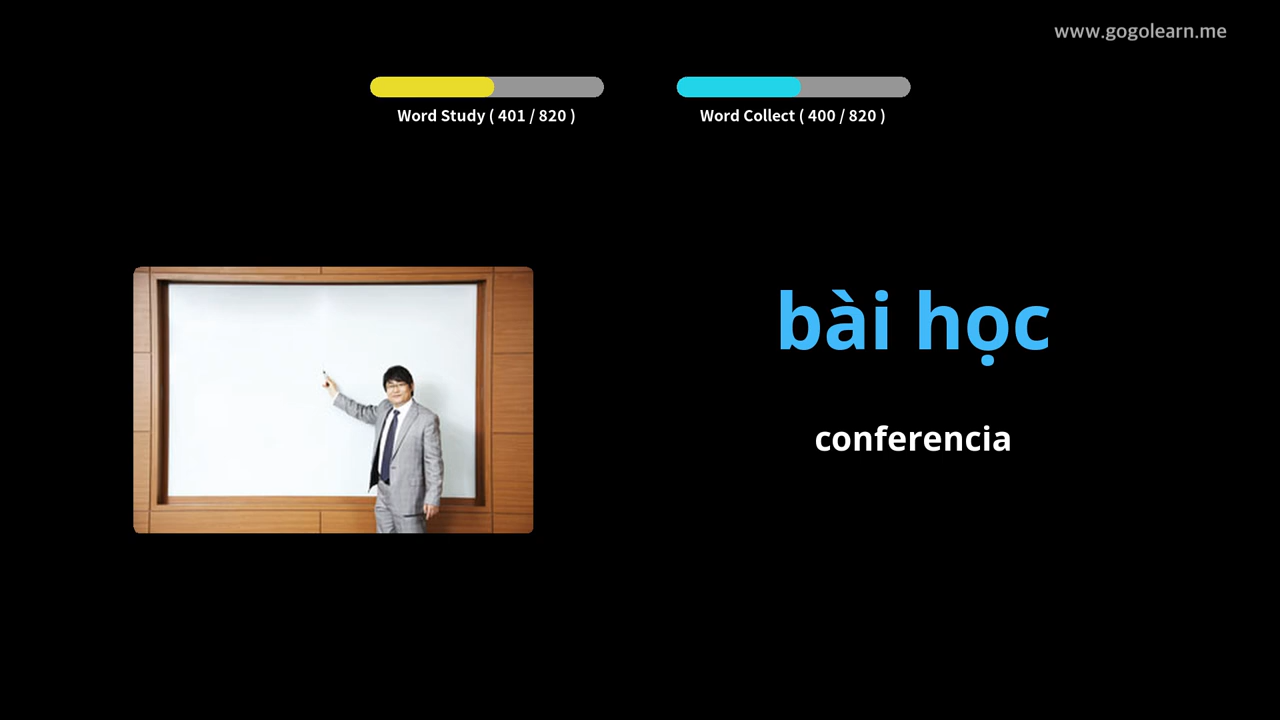 www.gogolearn.me
Word Study ( 401 / 820 )
Word Collect ( 400 / 820 )
bài học
conferencia